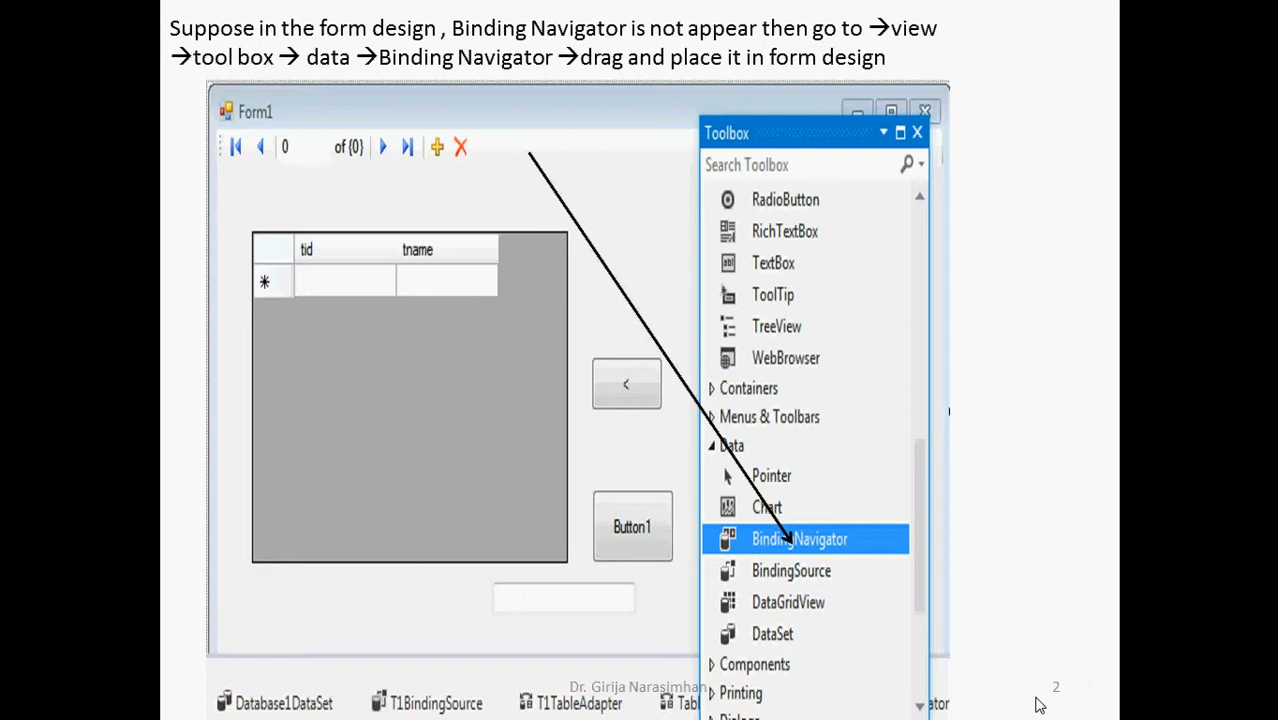 Suppose in the form design , Binding Navigator is not appear then go to →view
→tool box → data →Binding Navigator →drag and place it in form design
Form1
0 of {0}
tid tname
<
Button1
Toolbox
Search Toolbox
RadioButton
RichTextBox
TextBox
ToolTip
TreeView
WebBrowser
Containers
Menus & Toolbars
Data
Pointer
Chart
BindingNavigator
BindingSource
DataGridView
DataSet
Components
Printing
Database1DataSet T1BindingSource T1TableAdapter
Dr. Girija Narasimhan
2